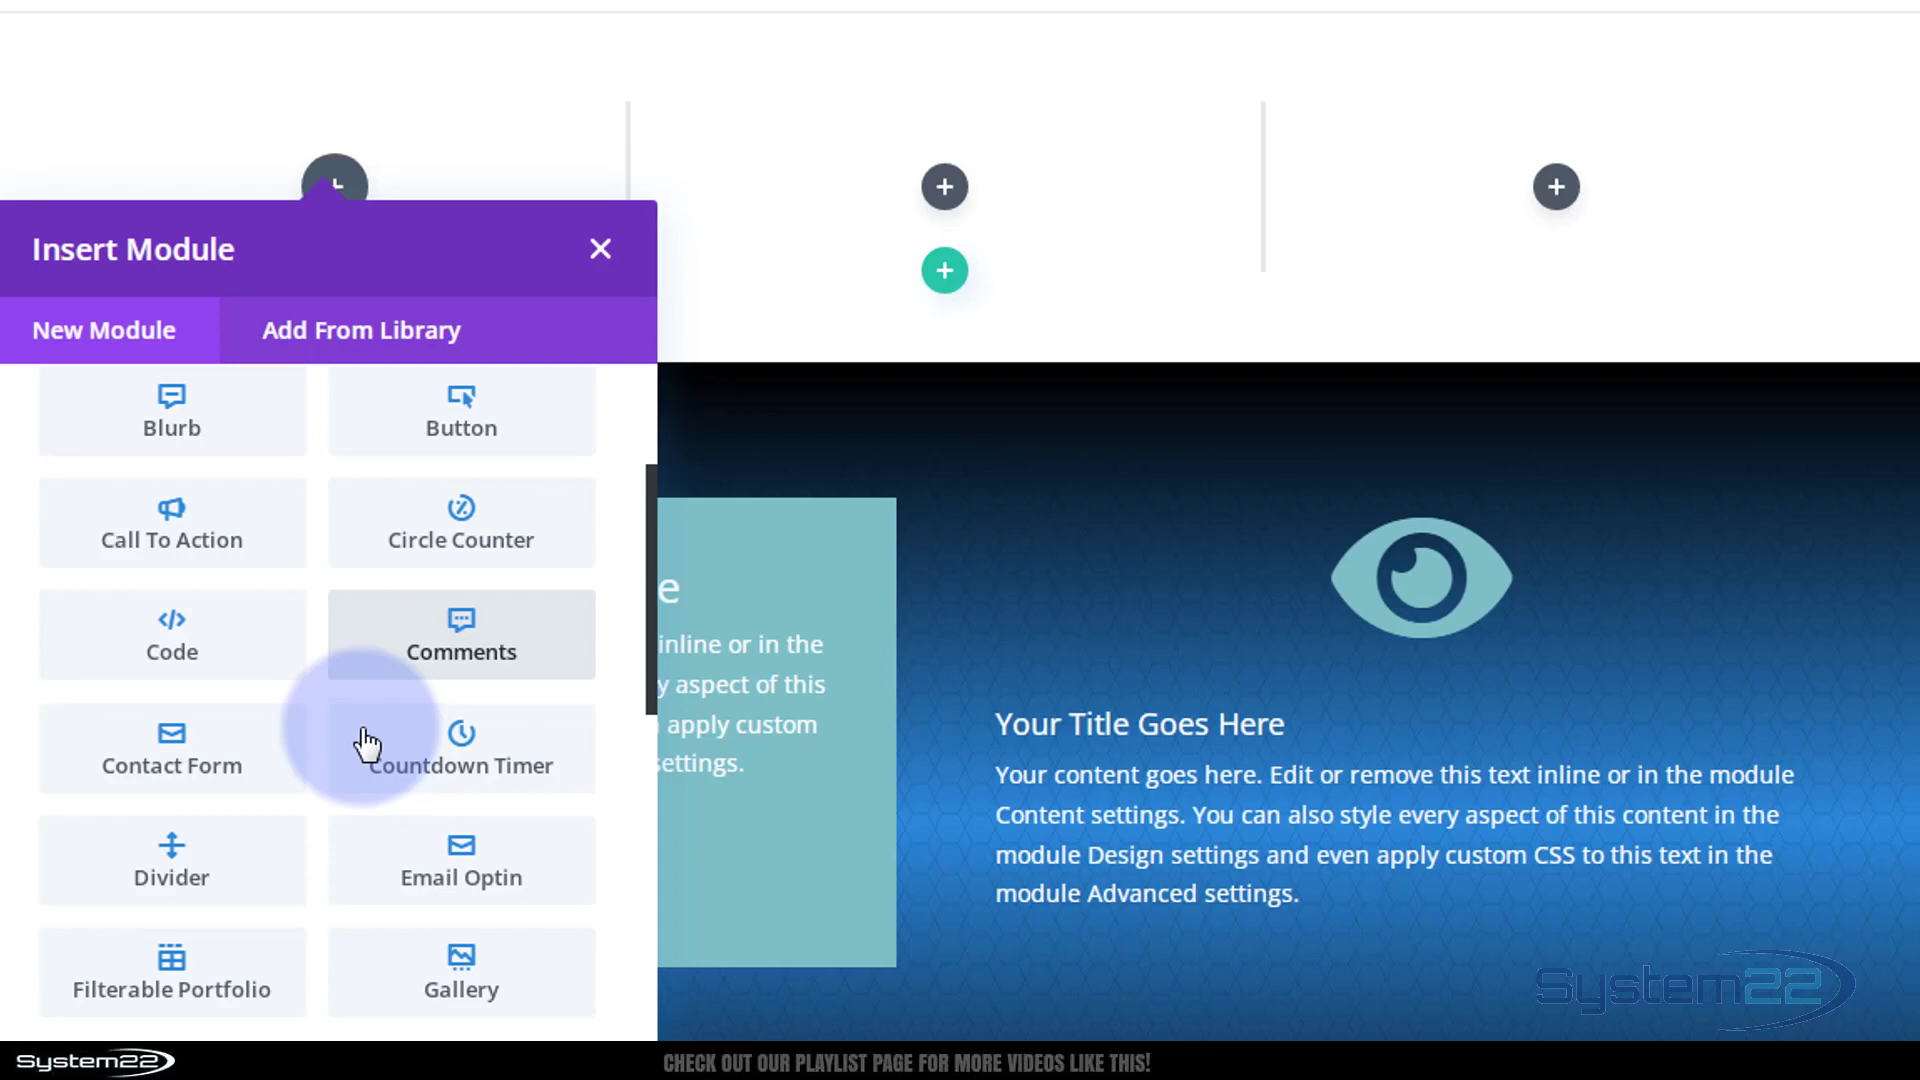 Insert Module
New Module
Add From Library
Blurb
Button
Call To Action
Circle Counter
Code
Comments
Contact Form
Countdown Timer
Divider
Email Optin
Filterable Portfolio
Gallery
e
inline or in the
y aspect of this
apply custom
settings.
Your Title Goes Here
Your content goes here. Edit or remove this text inline or in the module
Content settings. You can also style every aspect of this content in the
module Design settings and even apply custom CSS to this text in the
module Advanced settings.
System22
System22
CHECK OUT OUR PLAYLIST PAGE FOR MORE VIDEOS LIKE THIS!